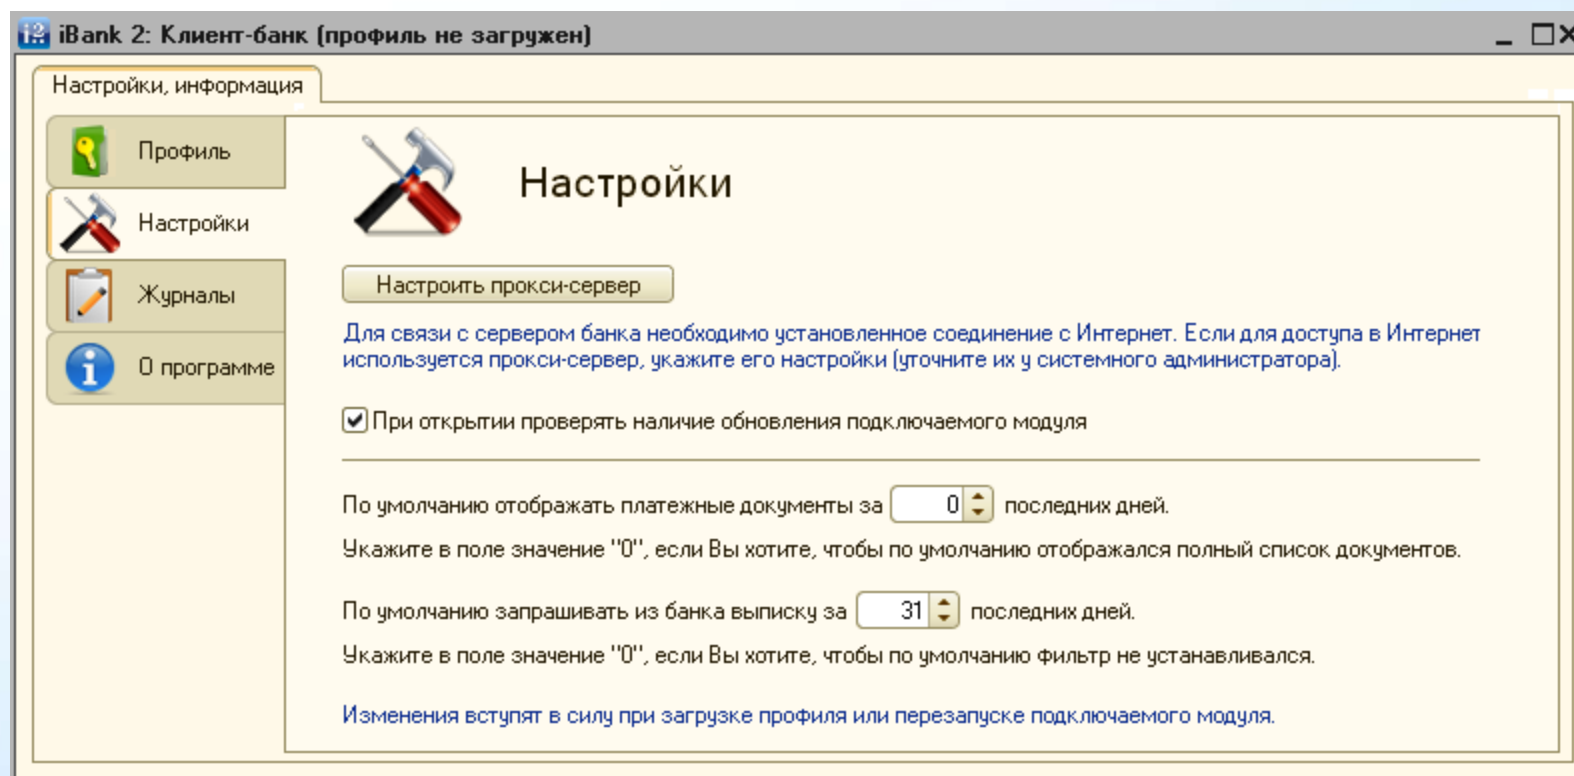 iBank 2: Клиент-банк (профиль не загружен)
Настройки, информация
Профиль
Настройки
Журналы
О программе
Настройки
Настроить прокси-сервер
Для связи с сервером банка необходимо установленное соединение с Интернет. Если для доступа в Интернет
используется прокси-сервер, укажите его настройки (уточните их у системного администратора).
При открытии проверять наличие обновления подключаемого модуля
По умолчанию отображать платежные документы за 0 последних дней.
Укажите в поле значение "0", если Вы хотите, чтобы по умолчанию отображался полный список документов.
По умолчанию запрашивать из банка выписку за 31 последних дней.
Укажите в поле значение "0", если Вы хотите, чтобы по умолчанию фильтр не устанавливался.
Изменения вступят в силу при загрузке профиля или перезапуске подключаемого модуля.